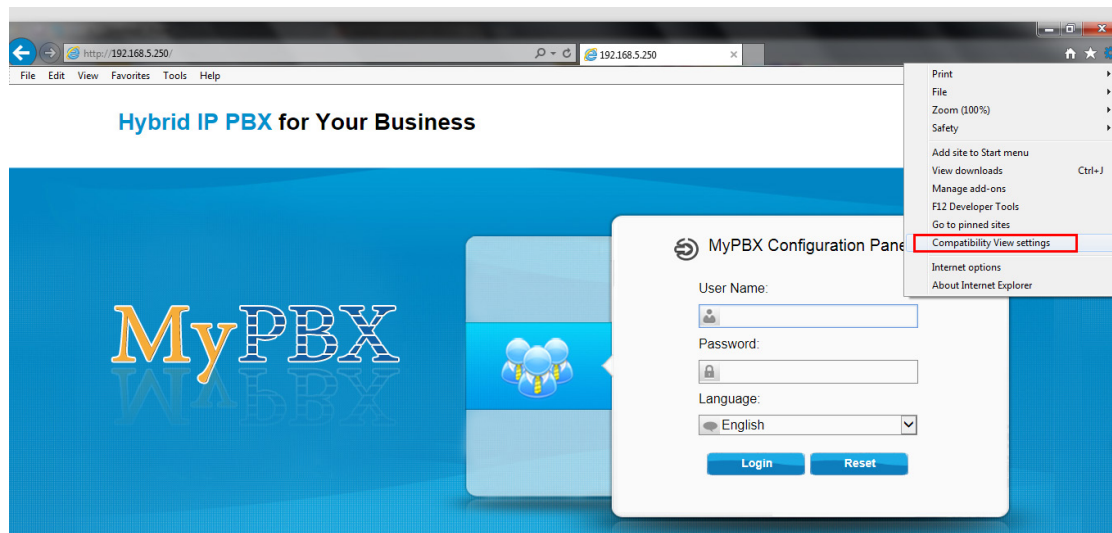 http://192.168.5.250/
192.168.5.250
File Edit View Favorites Tools Help
Hybrid IP PBX for Your Business
Print
File
Zoom (100%)
Safety
Add site to Start menu
View downloads Ctrl+J
Manage add-ons
F12 Developer Tools
Go to pinned sites
Compatibility View settings
Internet options
About Internet Explorer
MyPBX
MyPBX Configuration Pane
User Name:
Password:
Language:
English
Login Reset